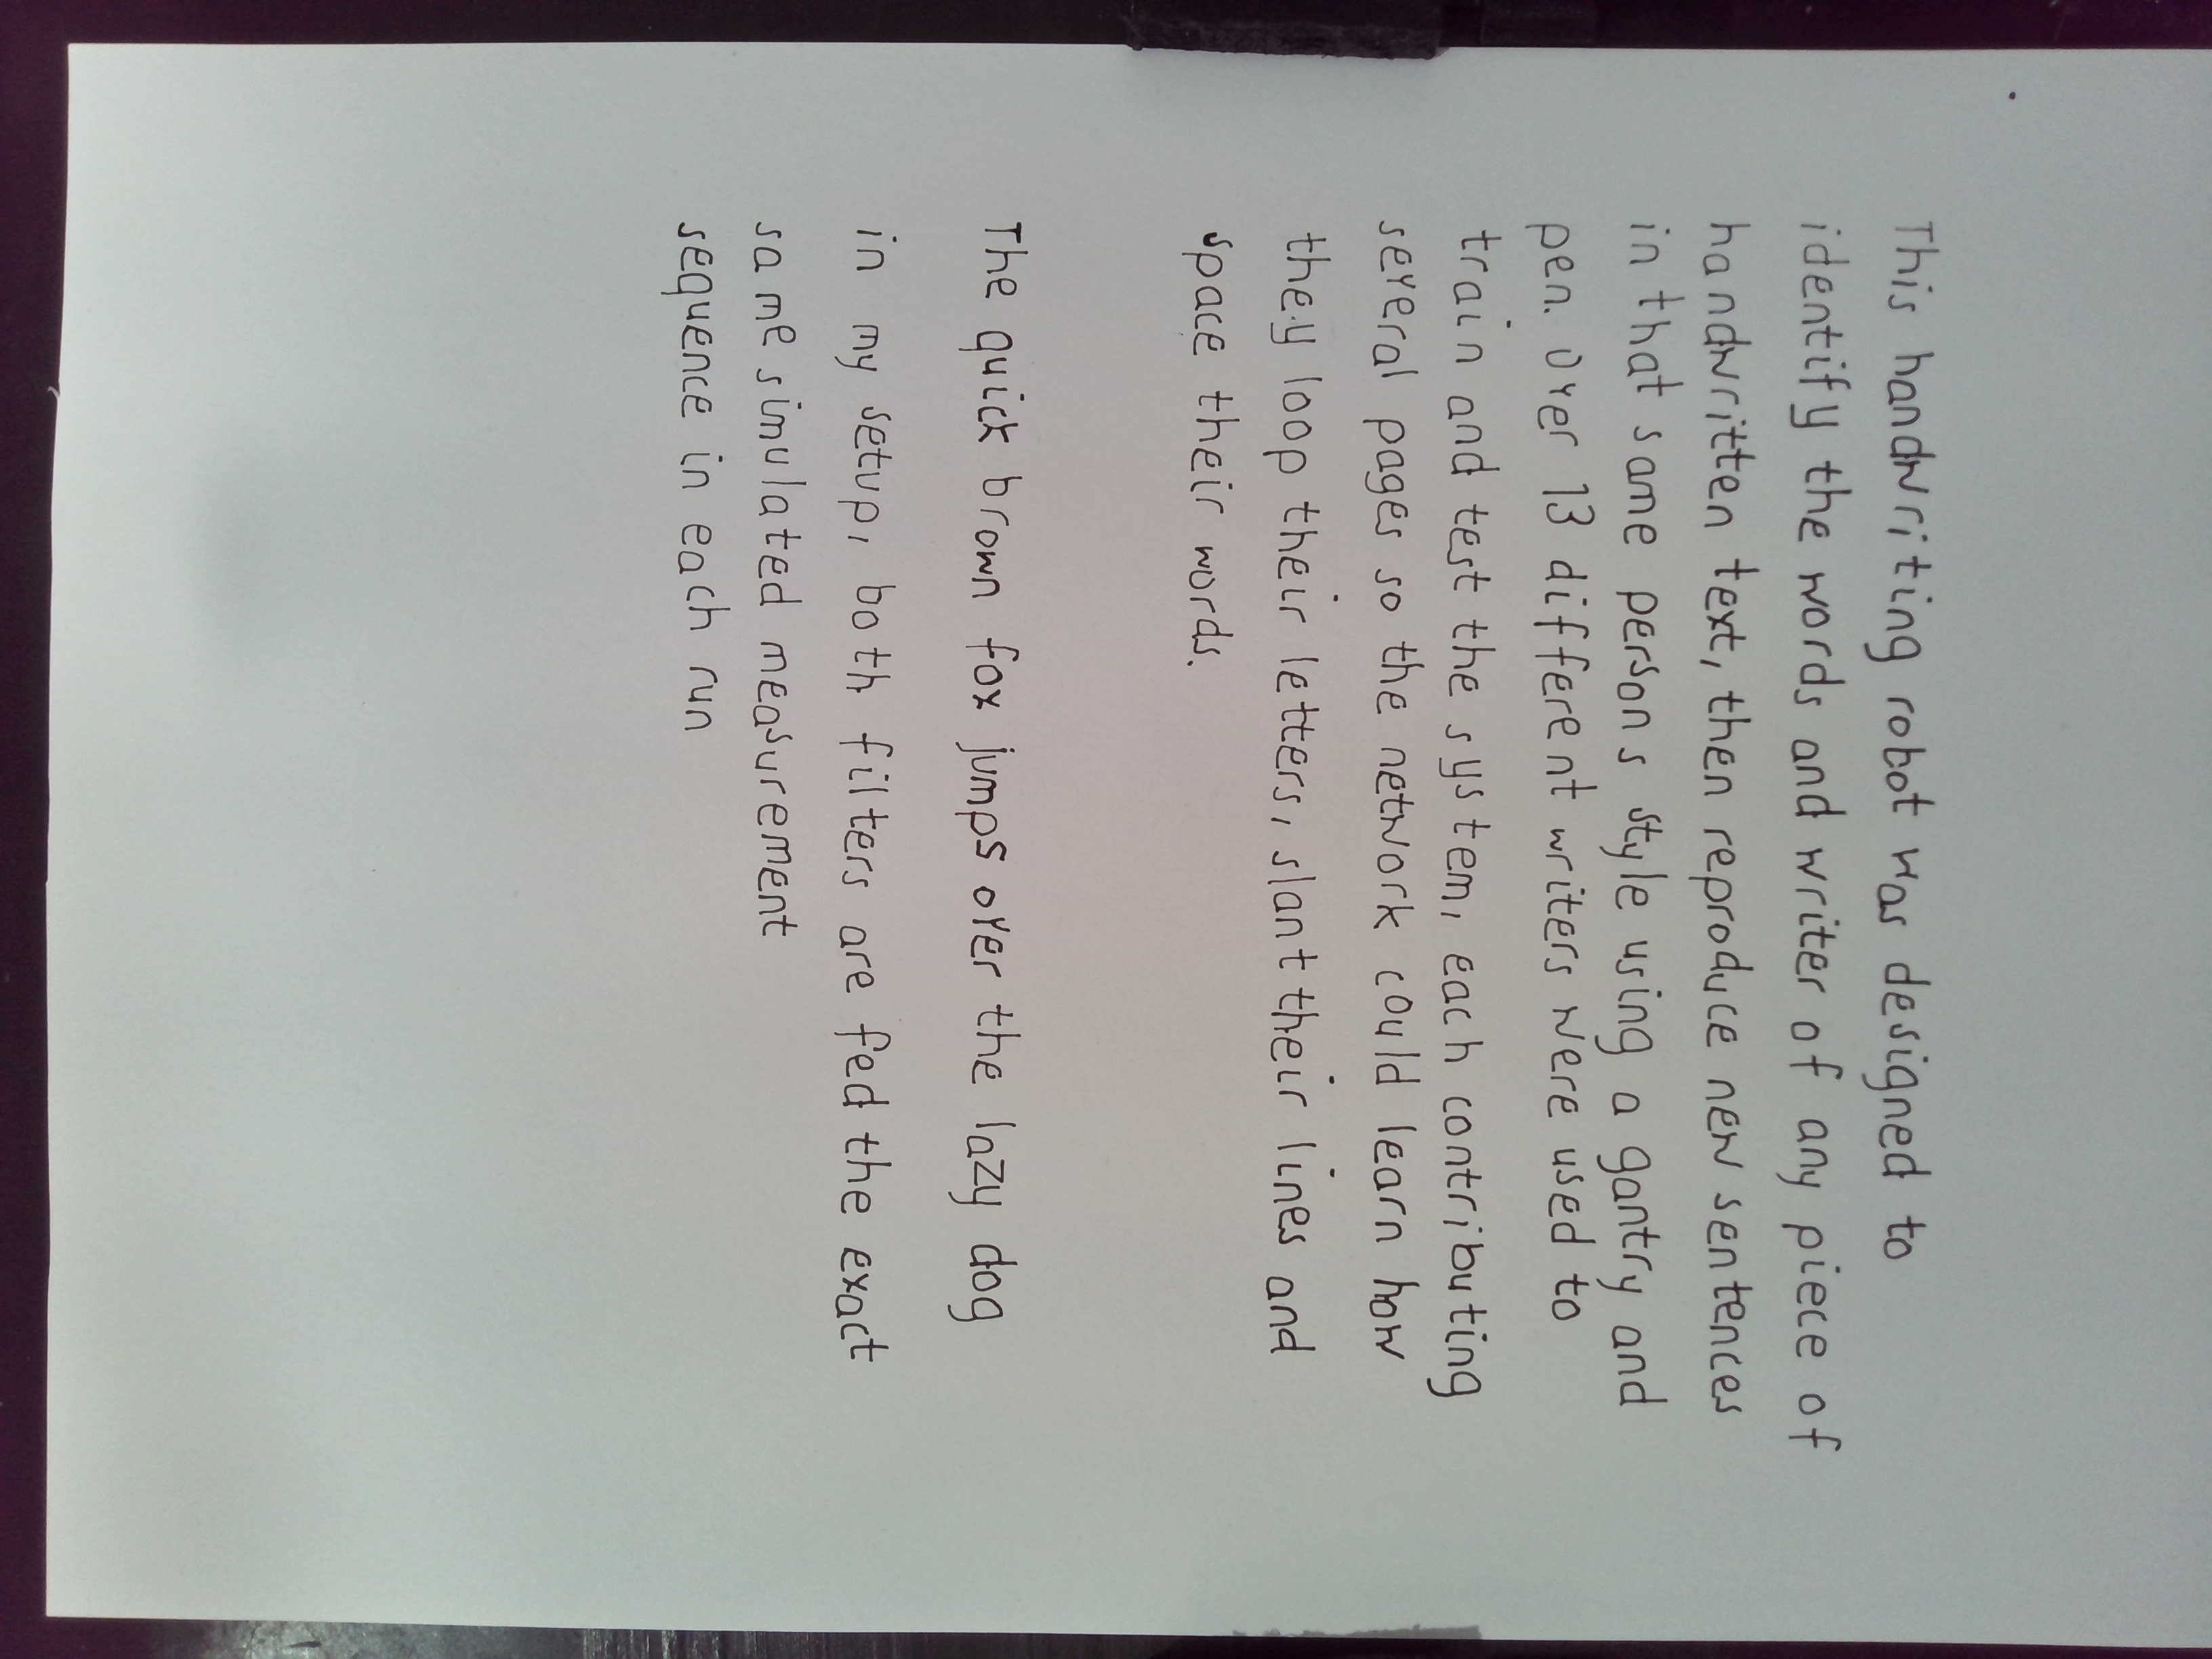 This handwriting robot was designed to
identify the words and writer of any piece of
handwritten text, then reproduce new sentences
in that same persons style using a gantry and
pen. Over 13 different writers were used to
train and test the system, each contributing
several pages so the network could learn how
they loop their letters, slant their lines and
space their words.
The quick brown fox jumps over the lazy dog
in my setup, both filters are fed the exact
same simulated measurement
sequence in each run